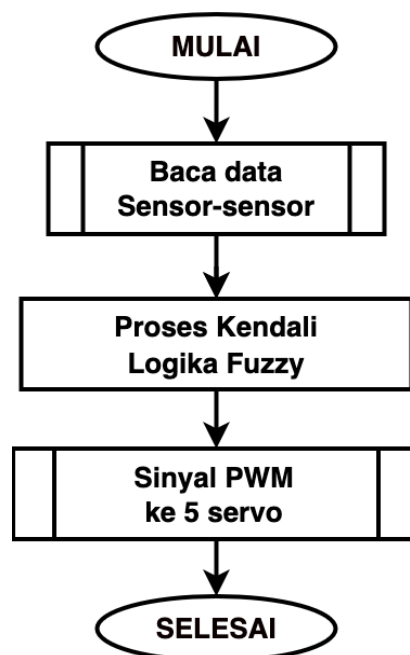 MULAI
Baca data
Sensor-sensor
Proses Kendali
Logika Fuzzy
Sinyal PWM
ke 5 servo
SELESAI